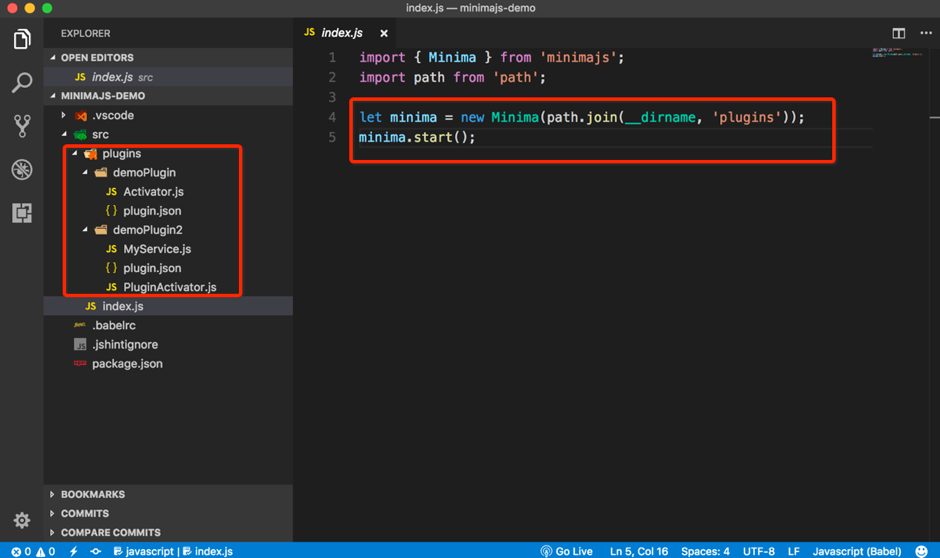 index.js — minimajs-demo
EXPLORER
OPEN EDITORS
JS index.js src
MINIMAJS-DEMO
.vscode
src
plugins
demoPlugin
JS Activator.js
{ } plugin.json
demoPlugin2
JS MyService.js
{ } plugin.json
JS PluginActivator.js
JS index.js
.babelrc
.jshintignore
package.json
BOOKMARKS
COMMITS
COMPARE COMMITS
JS index.js ×
1 import { Minima } from 'minimajs';
2 import path from 'path';
3
4 let minima = new Minima(path.join(__dirname, 'plugins'));
5 minima.start();
0 0 javascript | index.js Go Live Ln 5, Col 16 Spaces: 4 UTF-8 LF Javascript (Babel)